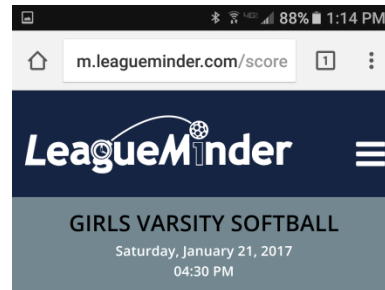 88% 1:14 PM
m.leagueminder.com/score 1
LeagueMinder
GIRLS VARSITY SOFTBALL
Saturday, January 21, 2017
04:30 PM